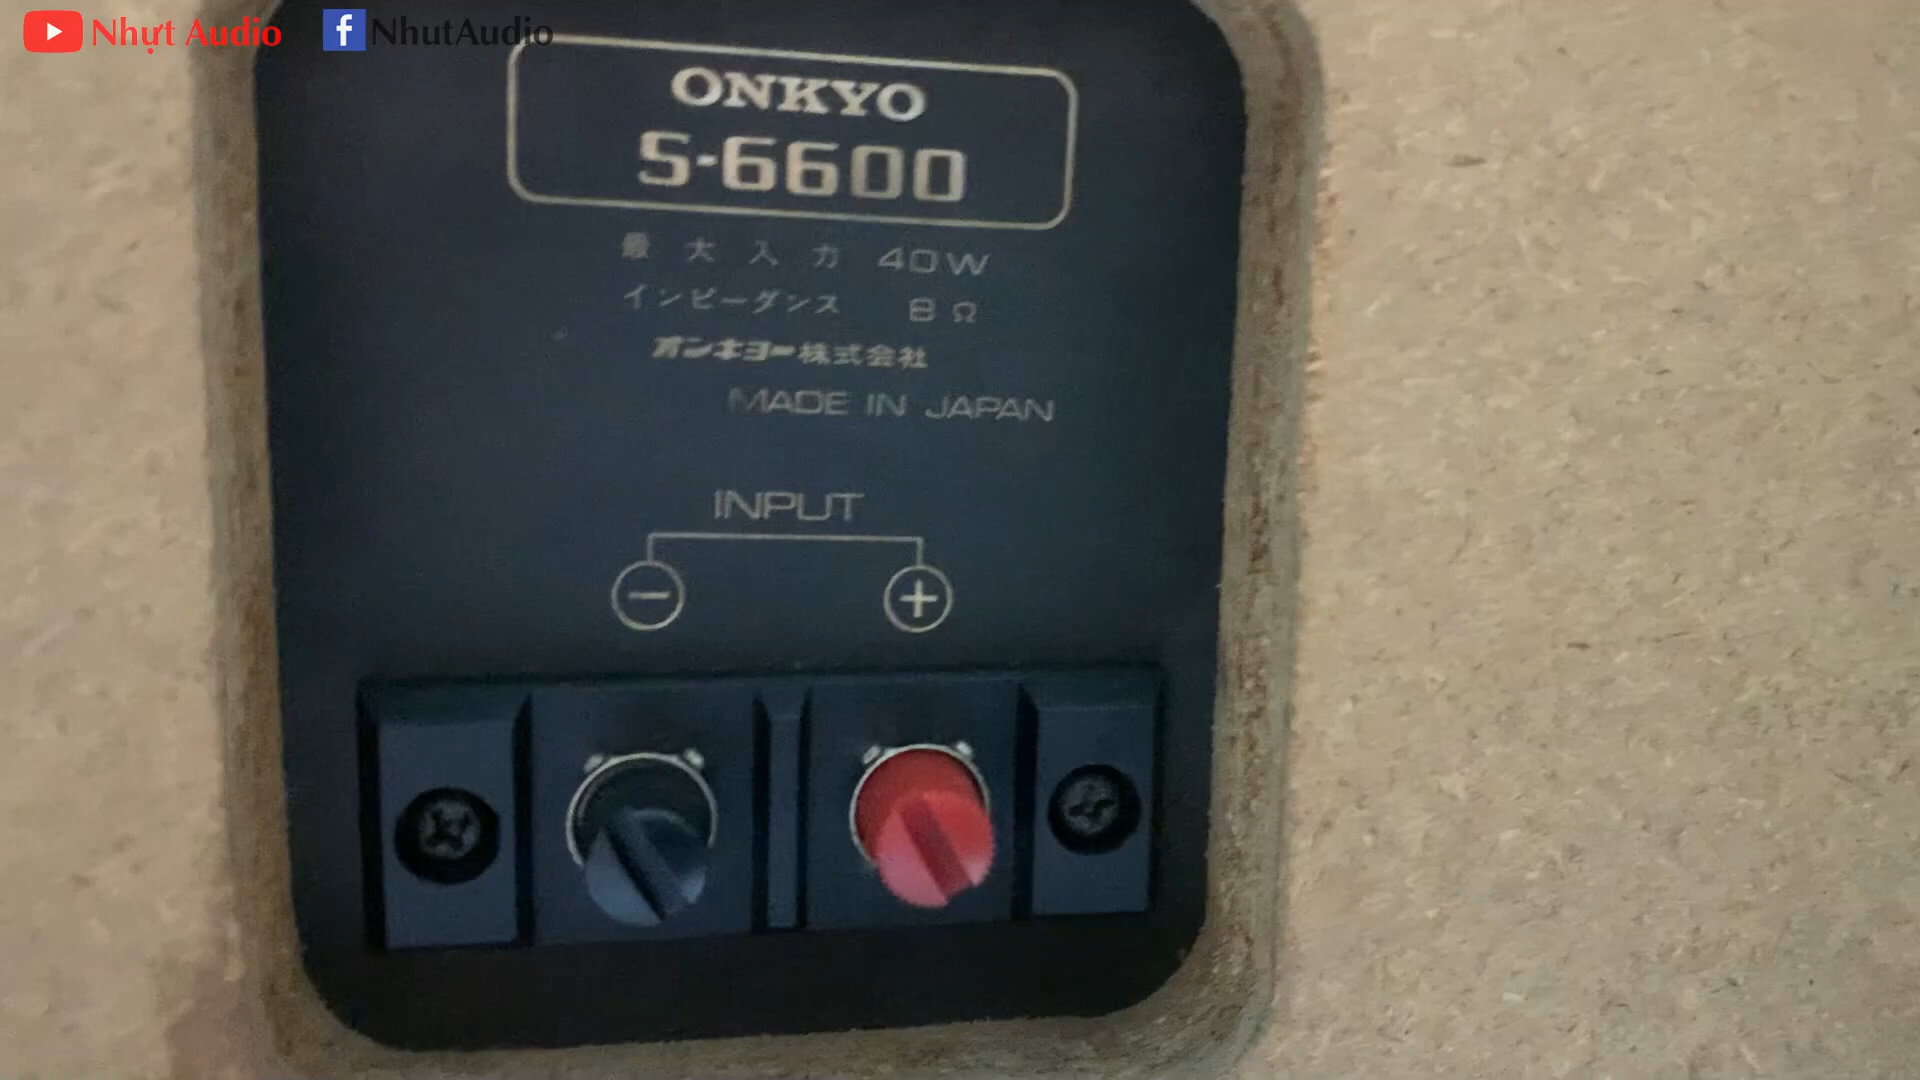 Nhựt Audio NhutAudio
ONKYO
S-6600
最大入力 40W
インピーダンス 8Ω
オンキヨー株式会社
MADE IN JAPAN
INPUT
− +